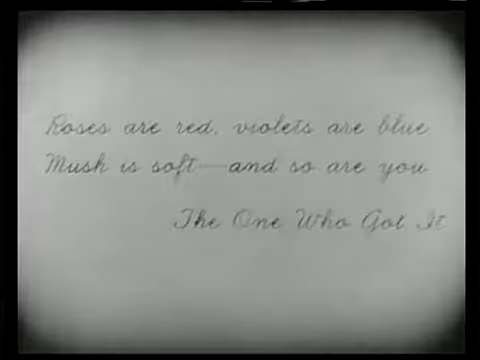 Roses are red, violets are blue
Mush is soft—and so are you
The One Who Got It